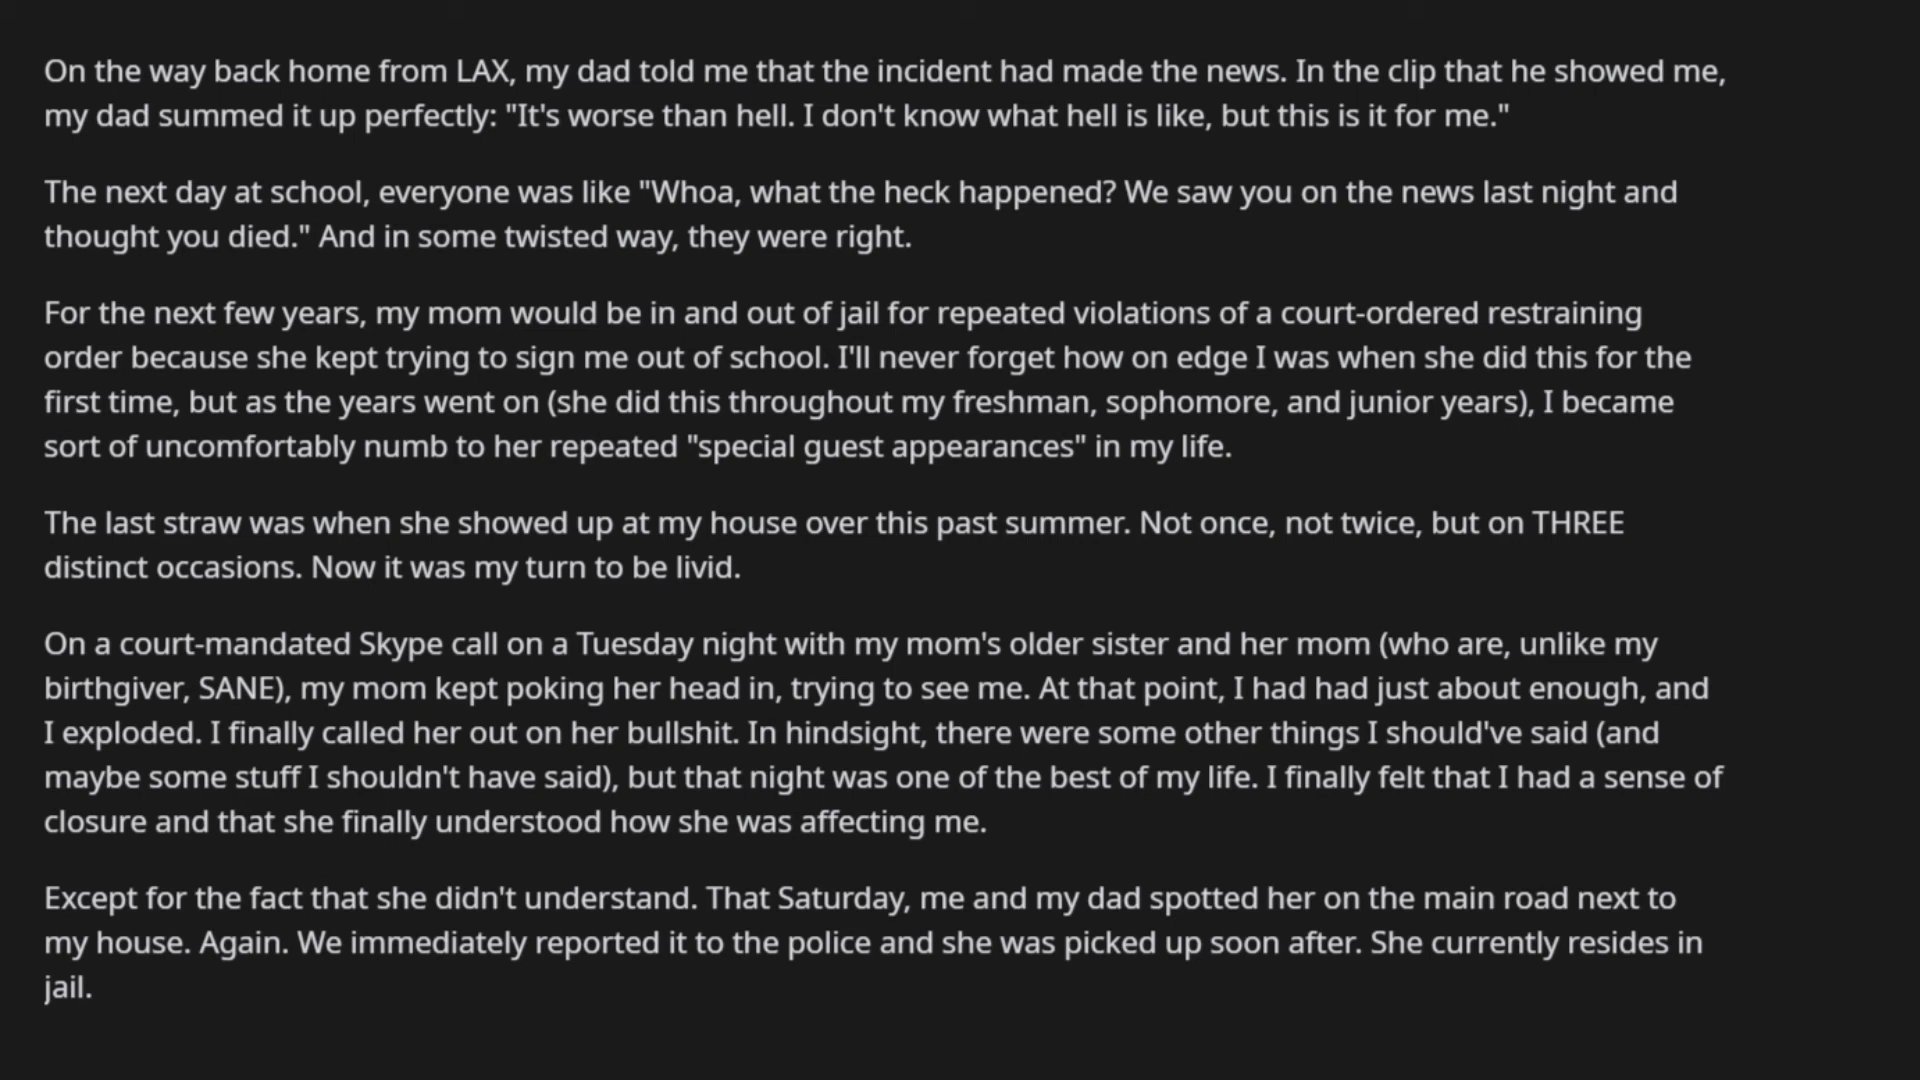 On the way back home from LAX, my dad told me that the incident had made the news. In the clip that he showed me,
my dad summed it up perfectly: "It's worse than hell. I don't know what hell is like, but this is it for me."
The next day at school, everyone was like "Whoa, what the heck happened? We saw you on the news last night and
thought you died." And in some twisted way, they were right.
For the next few years, my mom would be in and out of jail for repeated violations of a court-ordered restraining
order because she kept trying to sign me out of school. I'll never forget how on edge I was when she did this for the
first time, but as the years went on (she did this throughout my freshman, sophomore, and junior years), I became
sort of uncomfortably numb to her repeated "special guest appearances" in my life.
The last straw was when she showed up at my house over this past summer. Not once, not twice, but on THREE
distinct occasions. Now it was my turn to be livid.
On a court-mandated Skype call on a Tuesday night with my mom's older sister and her mom (who are, unlike my
birthgiver, SANE), my mom kept poking her head in, trying to see me. At that point, I had had just about enough, and
I exploded. I finally called her out on her bullshit. In hindsight, there were some other things I should've said (and
maybe some stuff I shouldn't have said), but that night was one of the best of my life. I finally felt that I had a sense of
closure and that she finally understood how she was affecting me.
Except for the fact that she didn't understand. That Saturday, me and my dad spotted her on the main road next to
my house. Again. We immediately reported it to the police and she was picked up soon after. She currently resides in
jail.